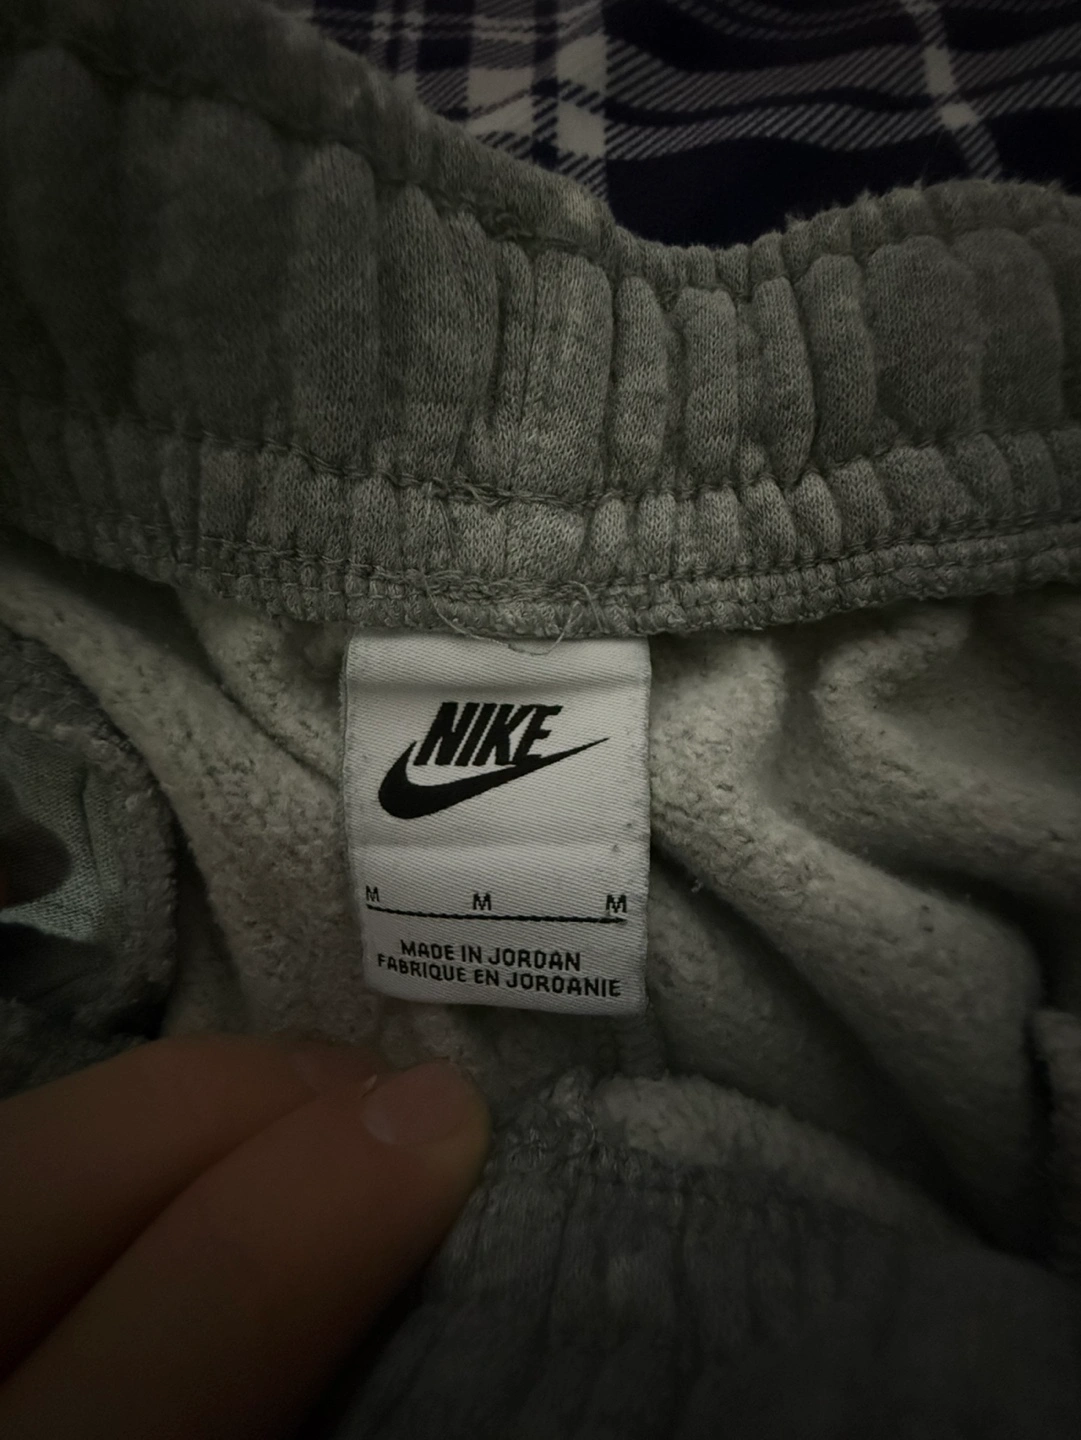 NIKE
M M M
MADE IN JORDAN
FABRIQUE EN JORDANIE